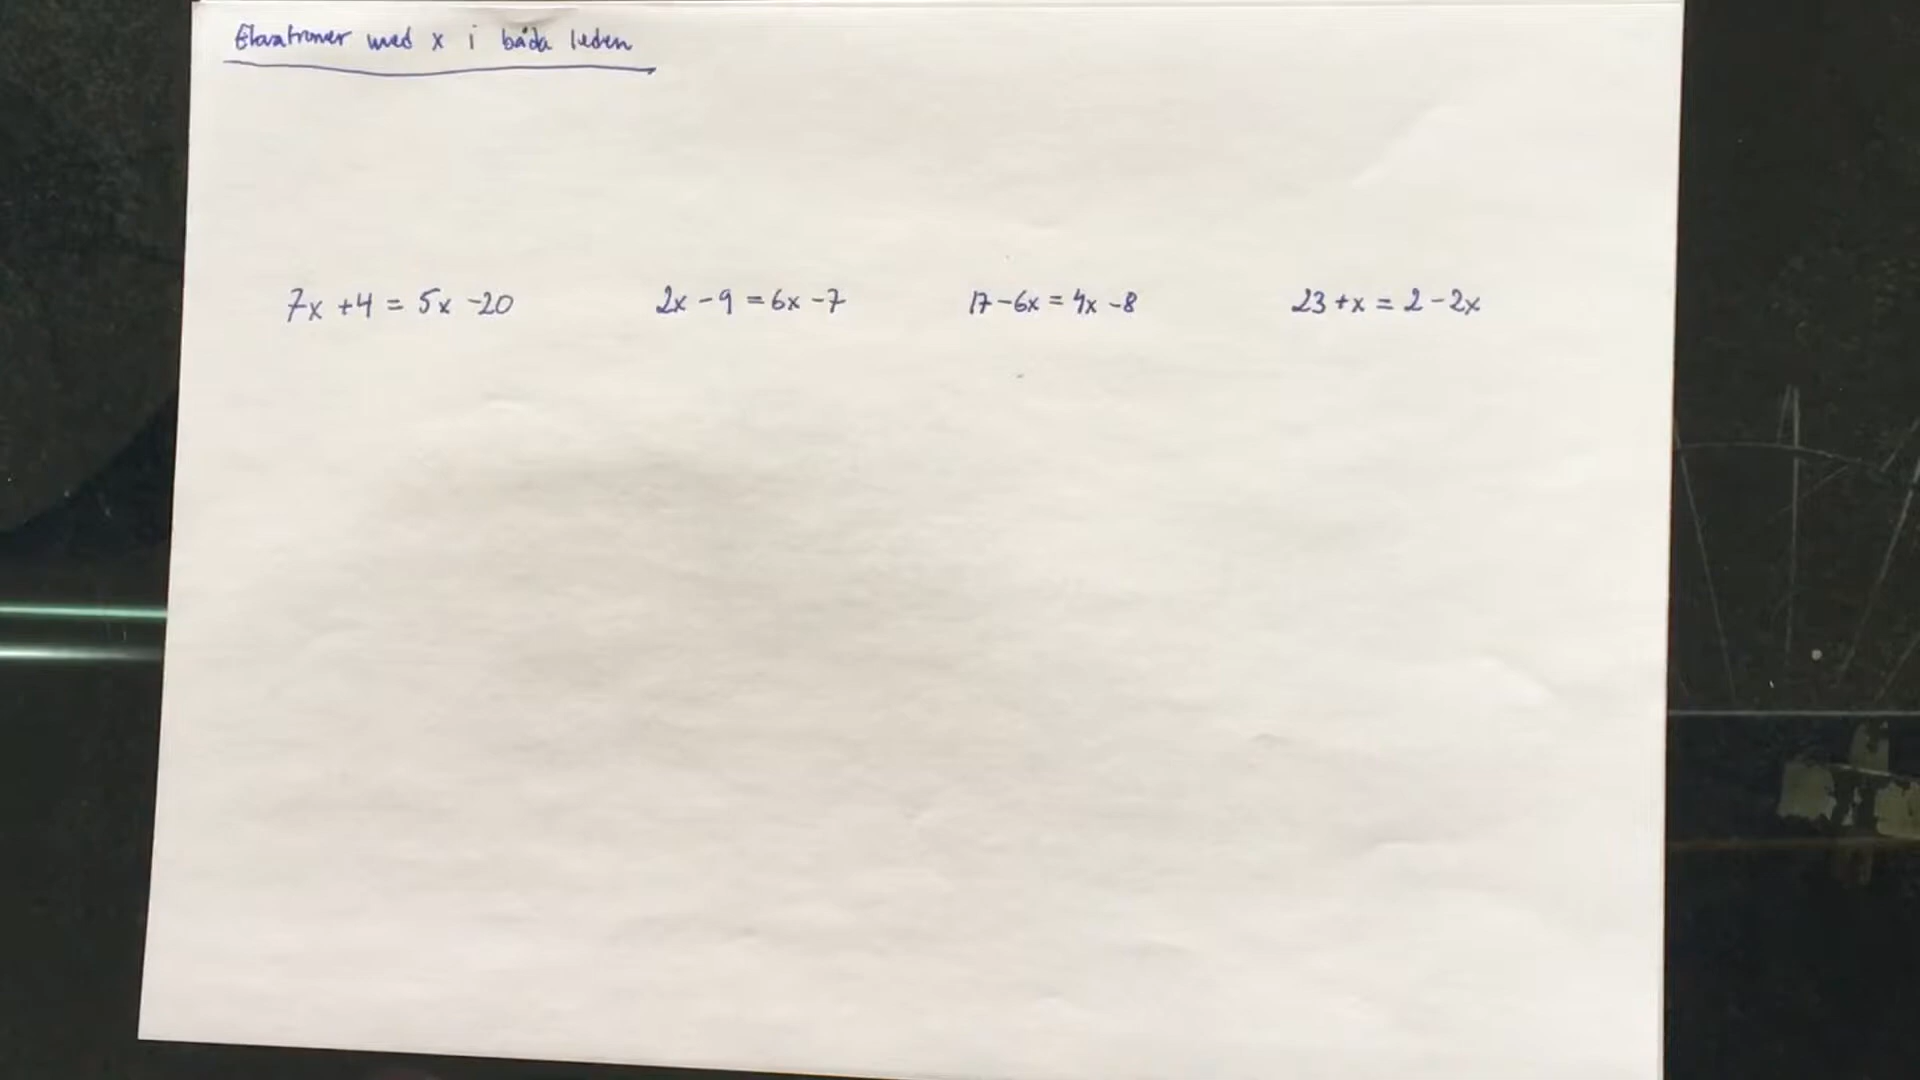 Ekvationer med x i båda leden
7x + 4 = 5x - 20
2x - 9 = 6x - 7
17 - 6x = 4x - 8
23 + x = 2 - 2x